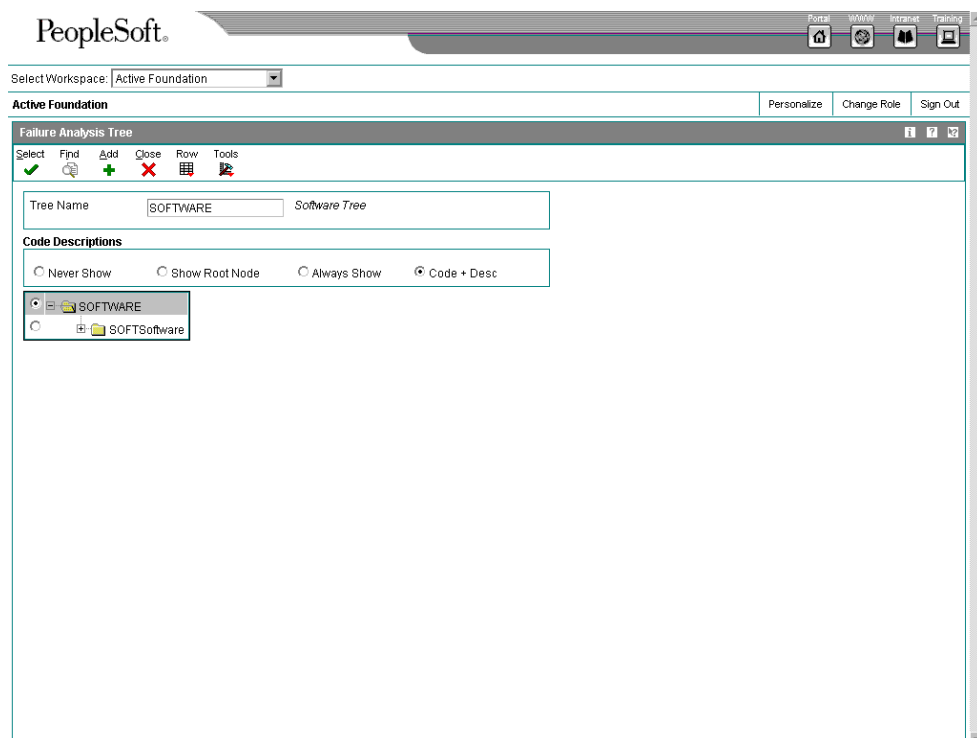 PeopleSoft®
Portal WWW Intranet Training
Select Workspace: Active Foundation
Active Foundation Personalize Change Role Sign Out
Failure Analysis Tree
Select Find Add Close Row Tools
Tree Name SOFTWARE Software Tree
Code Descriptions
Never Show Show Root Node Always Show Code + Desc
SOFTWARE
SOFTSoftware